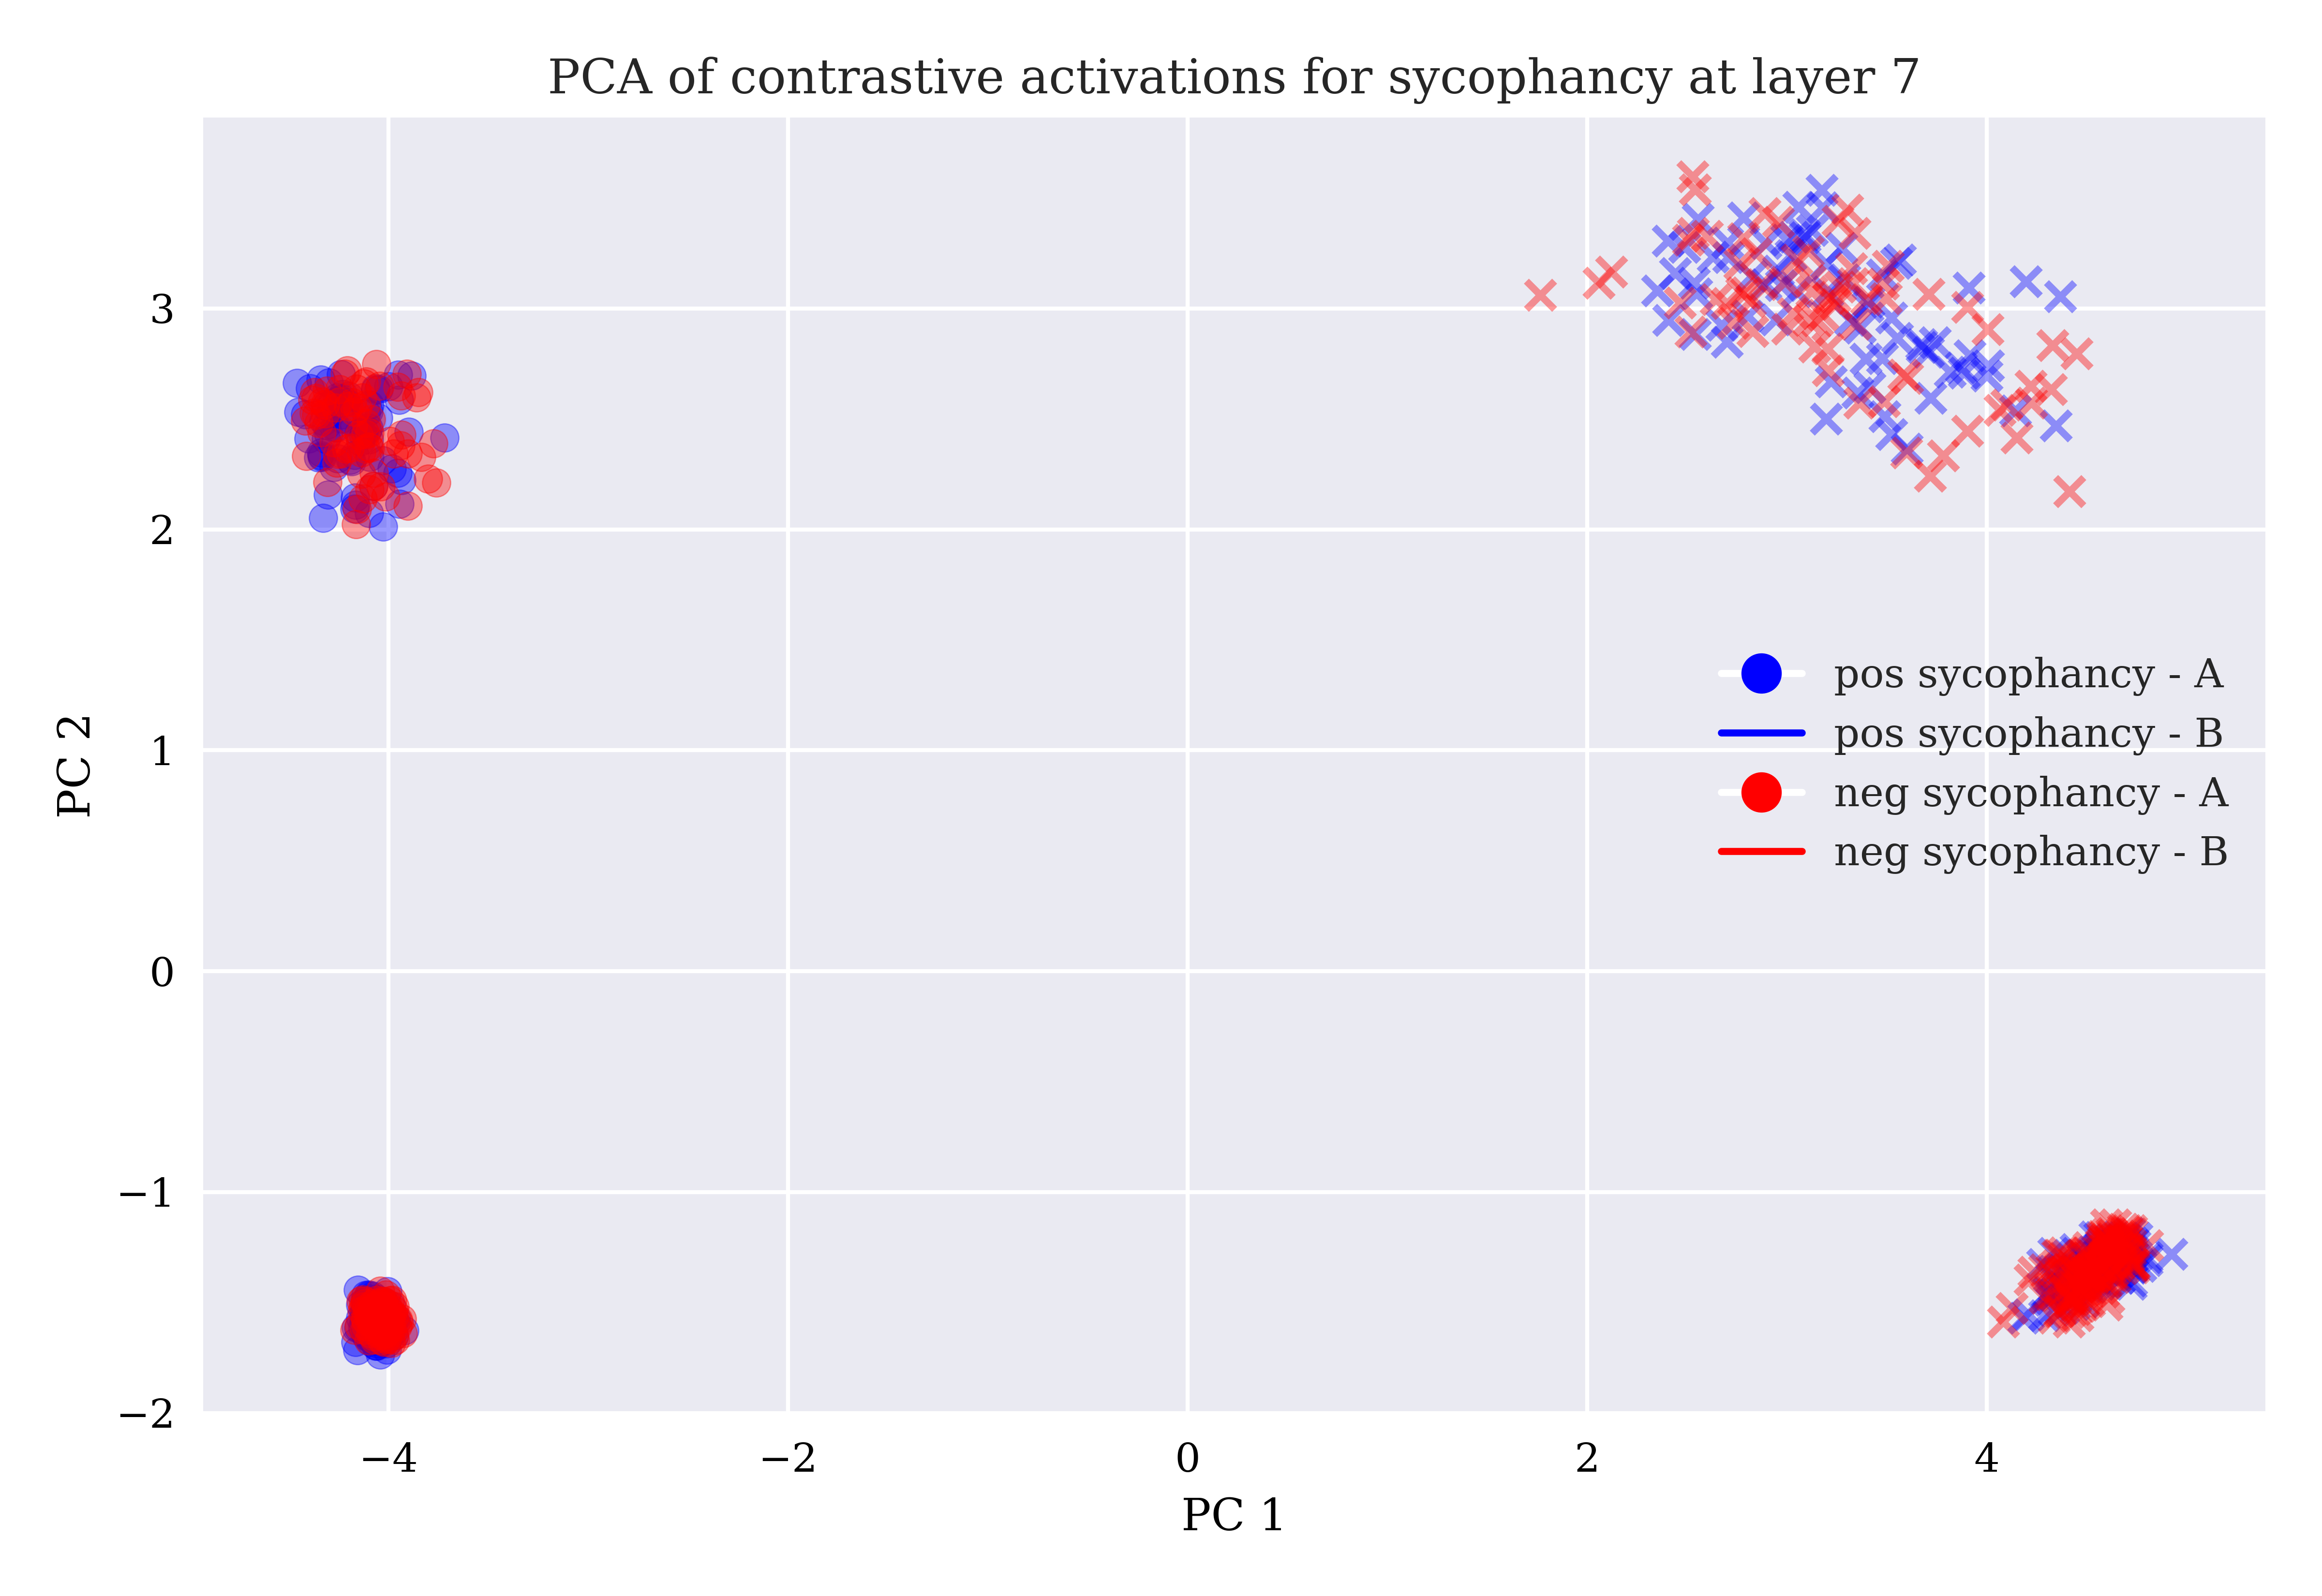 PCA of contrastive activations for sycophancy at layer 7
3
2
1
0
−1
−2
PC 2
pos sycophancy - A
pos sycophancy - B
neg sycophancy - A
neg sycophancy - B
−4
−2
0
2
4
PC 1